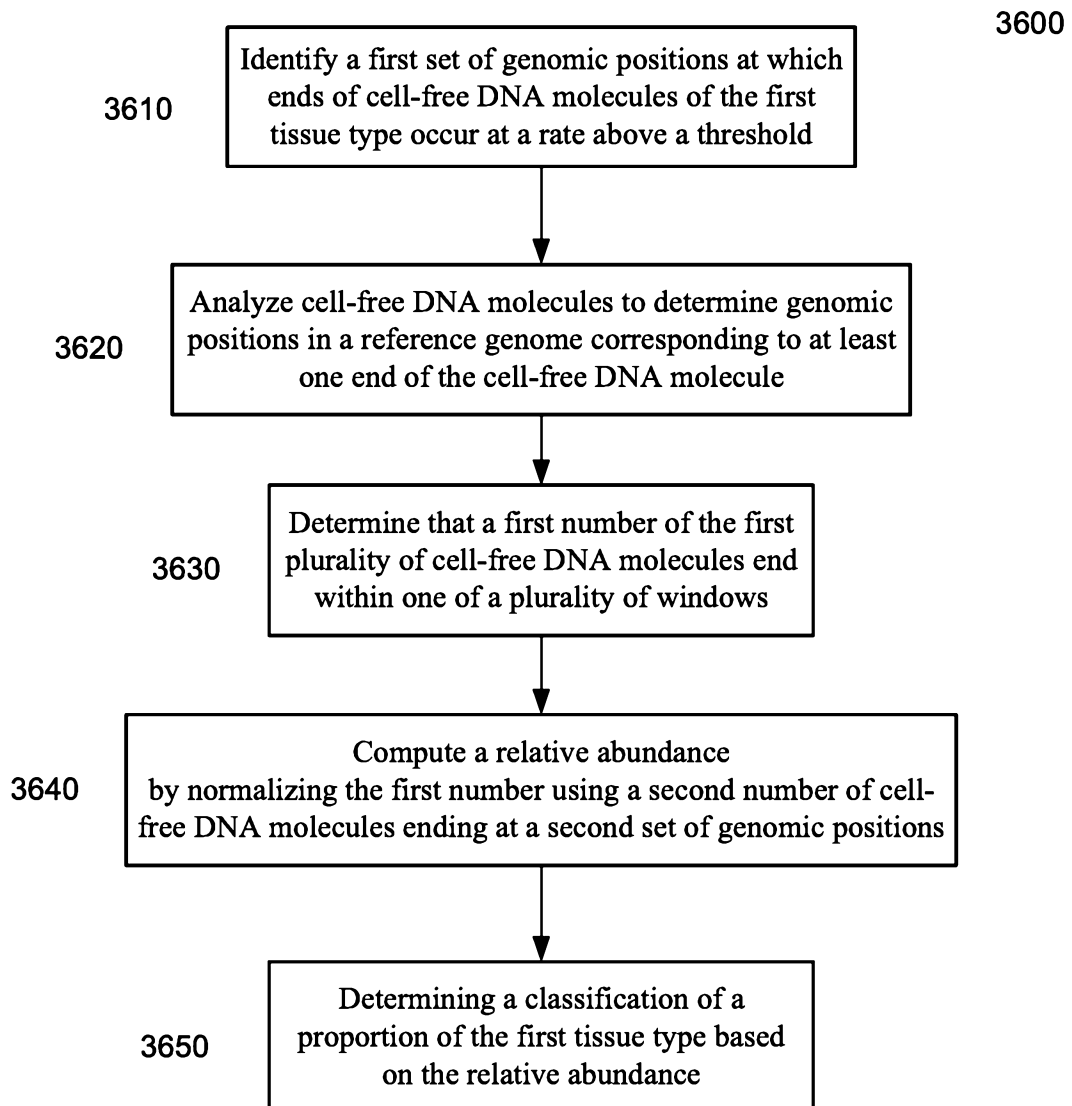 3600
3610
Identify a first set of genomic positions at which
ends of cell-free DNA molecules of the first
tissue type occur at a rate above a threshold
3620
Analyze cell-free DNA molecules to determine genomic
positions in a reference genome corresponding to at least
one end of the cell-free DNA molecule
3630
Determine that a first number of the first
plurality of cell-free DNA molecules end
within one of a plurality of windows
3640
Compute a relative abundance
by normalizing the first number using a second number of cell-
free DNA molecules ending at a second set of genomic positions
3650
Determining a classification of a
proportion of the first tissue type based
on the relative abundance